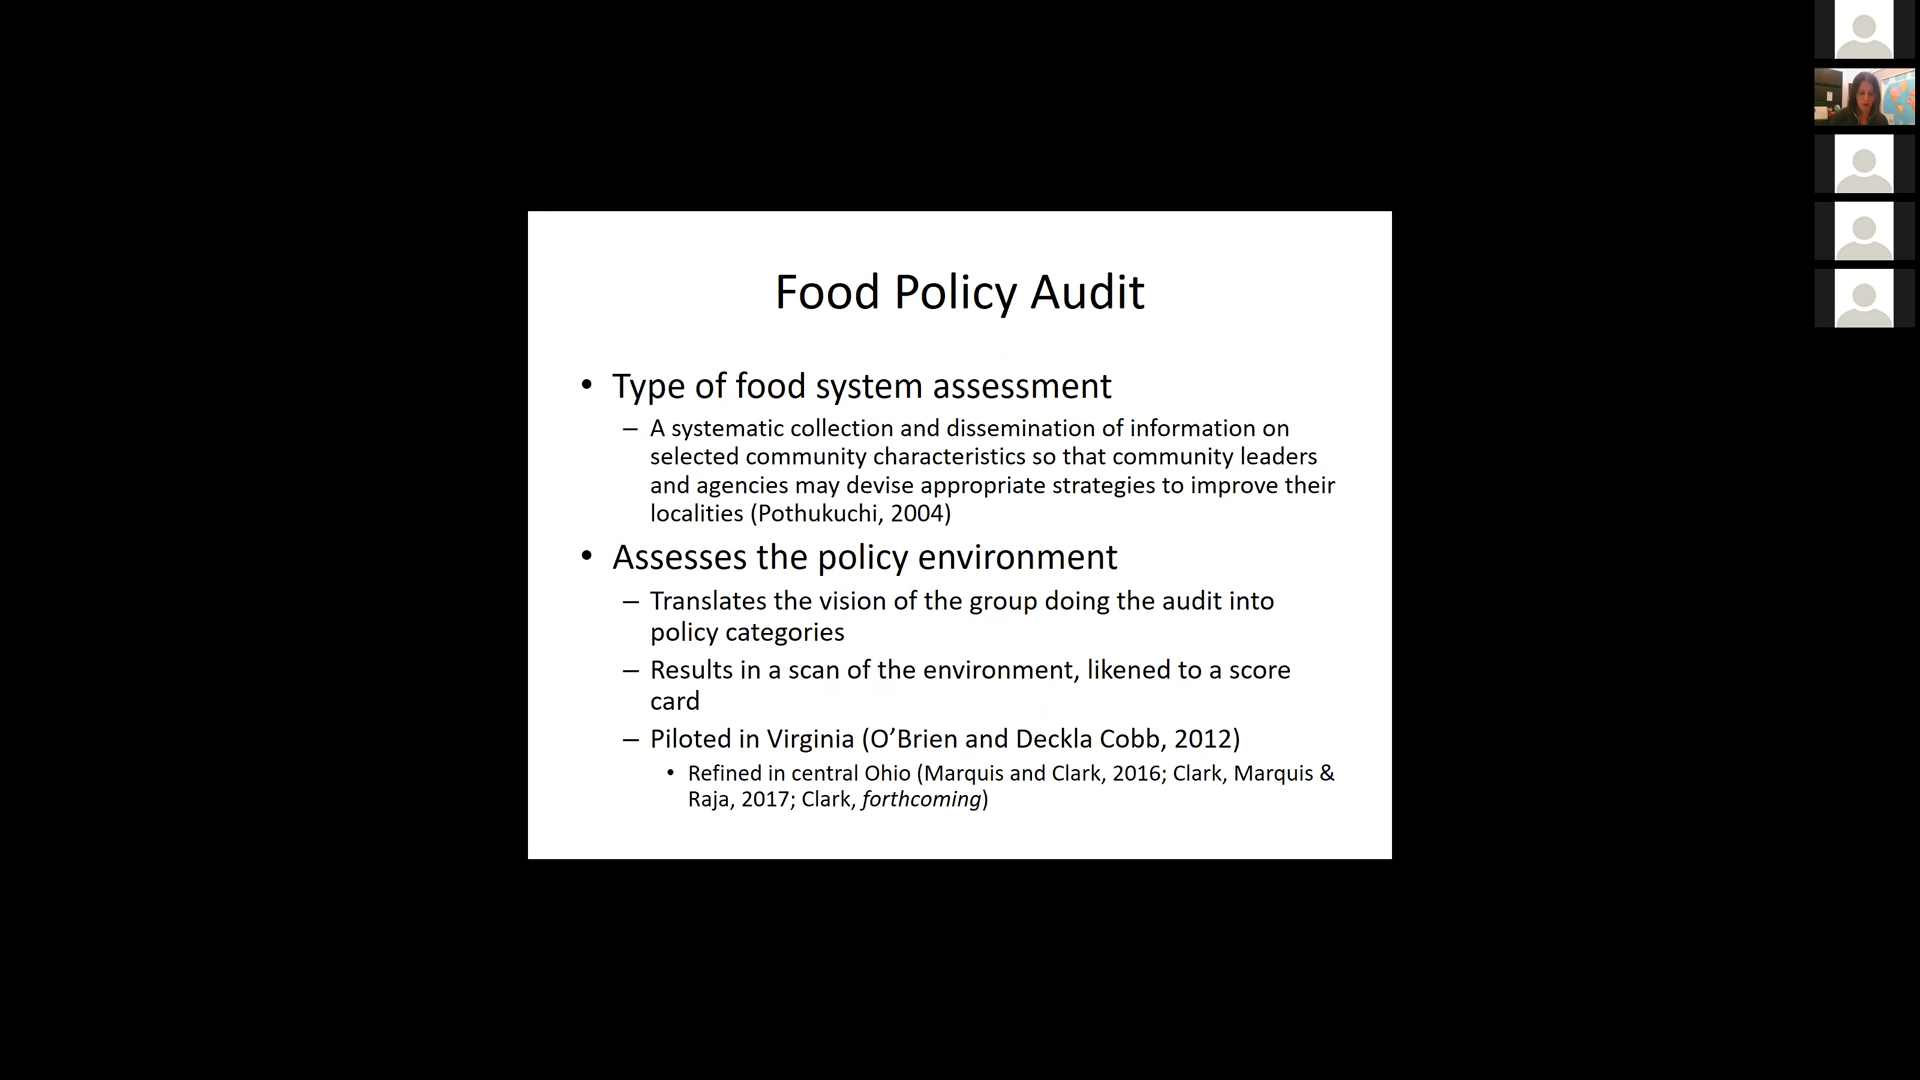 Food Policy Audit
• Type of food system assessment
– A systematic collection and dissemination of information on
selected community characteristics so that community leaders
and agencies may devise appropriate strategies to improve their
localities (Pothukuchi, 2004)
• Assesses the policy environment
– Translates the vision of the group doing the audit into
policy categories
– Results in a scan of the environment, likened to a score
card
– Piloted in Virginia (O’Brien and Deckla Cobb, 2012)
• Refined in central Ohio (Marquis and Clark, 2016; Clark, Marquis &
Raja, 2017; Clark, forthcoming)